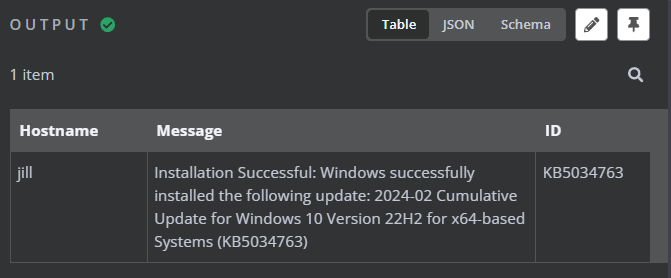 OUTPUT
Table JSON Schema
1 item
Hostname Message ID
jill Installation Successful: Windows successfully KB5034763
installed the following update: 2024-02 Cumulative
Update for Windows 10 Version 22H2 for x64-based
Systems (KB5034763)